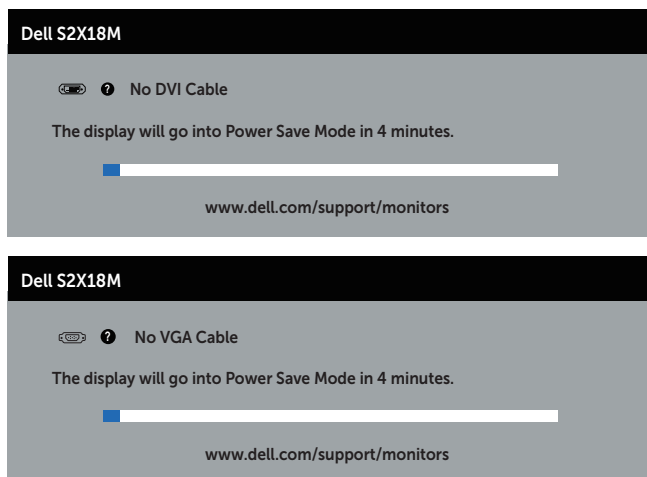 Dell S2X18M
? No DVI Cable
The display will go into Power Save Mode in 4 minutes.
www.dell.com/support/monitors
Dell S2X18M
? No VGA Cable
The display will go into Power Save Mode in 4 minutes.
www.dell.com/support/monitors